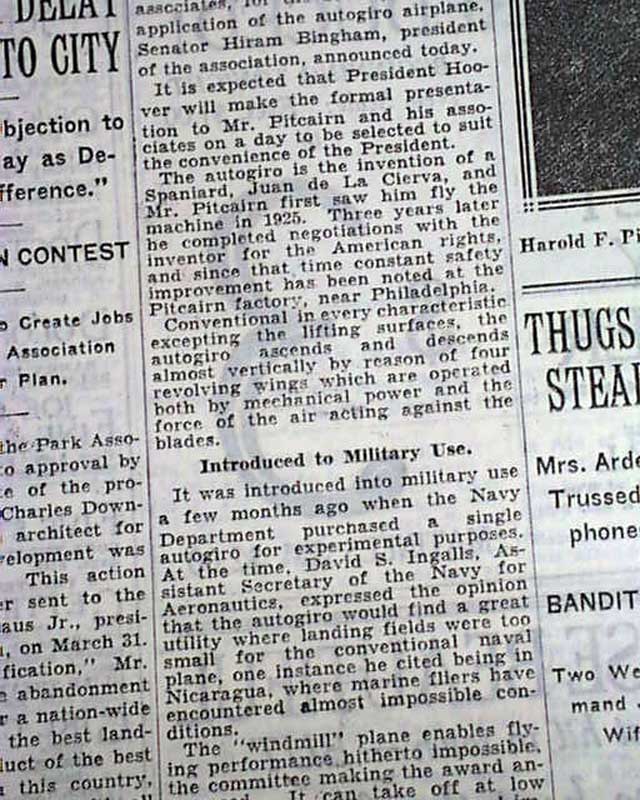 DELAY
TO CITY
bjection to
ay as De-
fference."
N CONTEST
o Create Jobs
Association
r Plan.
the Park Asso-
o approval by
e of the pro-
Charles Down-
architect for
velopment was
This action
er sent to the
laus Jr., presi-
, on March 31.
fication," Mr.
e abandonment
r a nation-wide
the best land-
uct of the best
this country,
associates, for
application of the autogiro airplane,
Senator Hiram Bingham, president
of the association, announced today.
It is expected that President Hoo-
ver will make the formal presenta-
tion to Mr. Pitcairn and his asso-
ciates on a day to be selected to suit
the convenience of the President.
The autogiro is the invention of a
Spaniard, Juan de La Cierva, and
Mr. Pitcairn first saw him fly the
machine in 1925. Three years later
he completed negotiations with the
inventor for the American rights,
and since that time constant safety
improvement has been noted at the
Pitcairn factory, near Philadelphia.
Conventional in every characteristic
excepting the lifting surfaces, the
autogiro ascends and descends
almost vertically by reason of four
revolving wings which are operated
both by mechanical power and the
force of the air acting against the
blades.
Introduced to Military Use.
It was introduced into military use
a few months ago when the Navy
Department purchased a single
autogiro for experimental purposes.
At the time, David S. Ingalls, As-
sistant Secretary of the Navy for
Aeronautics, expressed the opinion
that the autogiro would find a great
utility where landing fields were too
small for the conventional naval
plane, one instance he cited being in
Nicaragua, where marine fliers have
encountered almost impossible con-
ditions.
The "windmill" plane enables fly-
ing performance hitherto impossible,
the committee making the award an-
It can take off at low
Harold F. Pi
THUGS
STEAL
Mrs. Arde
Trussed
phone
BANDIT
Two We
mand
Wif